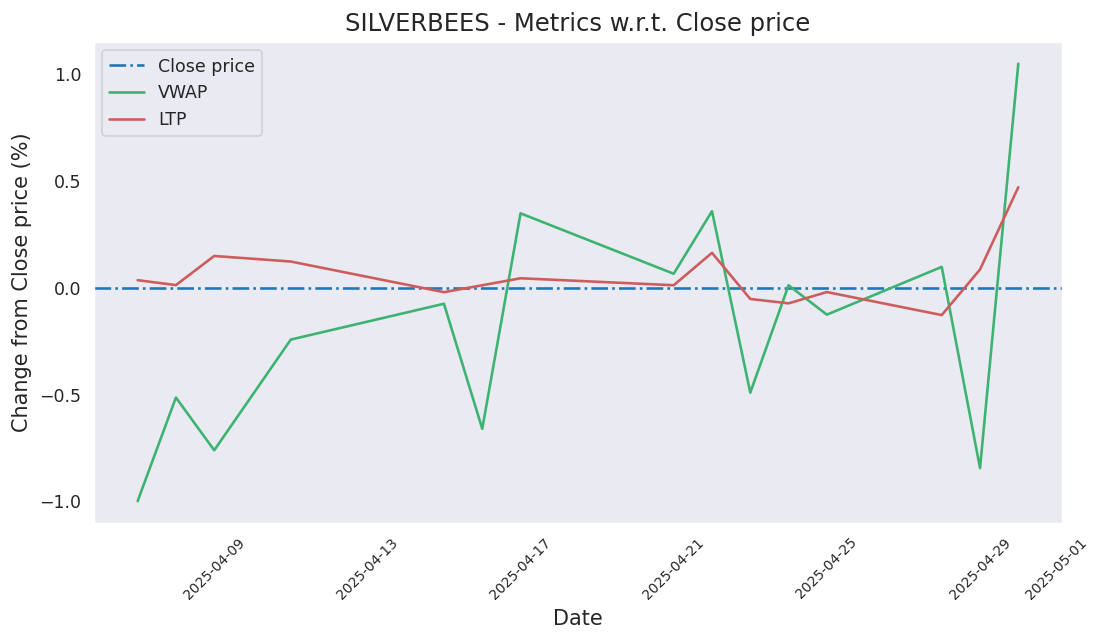 SILVERBEES - Metrics w.r.t. Close price
Close price
VWAP
LTP
Change from Close price (%)
1.0
0.5
0.0
−0.5
−1.0
2025-04-09
2025-04-13
2025-04-17
2025-04-21
2025-04-25
2025-04-29
2025-05-01
Date